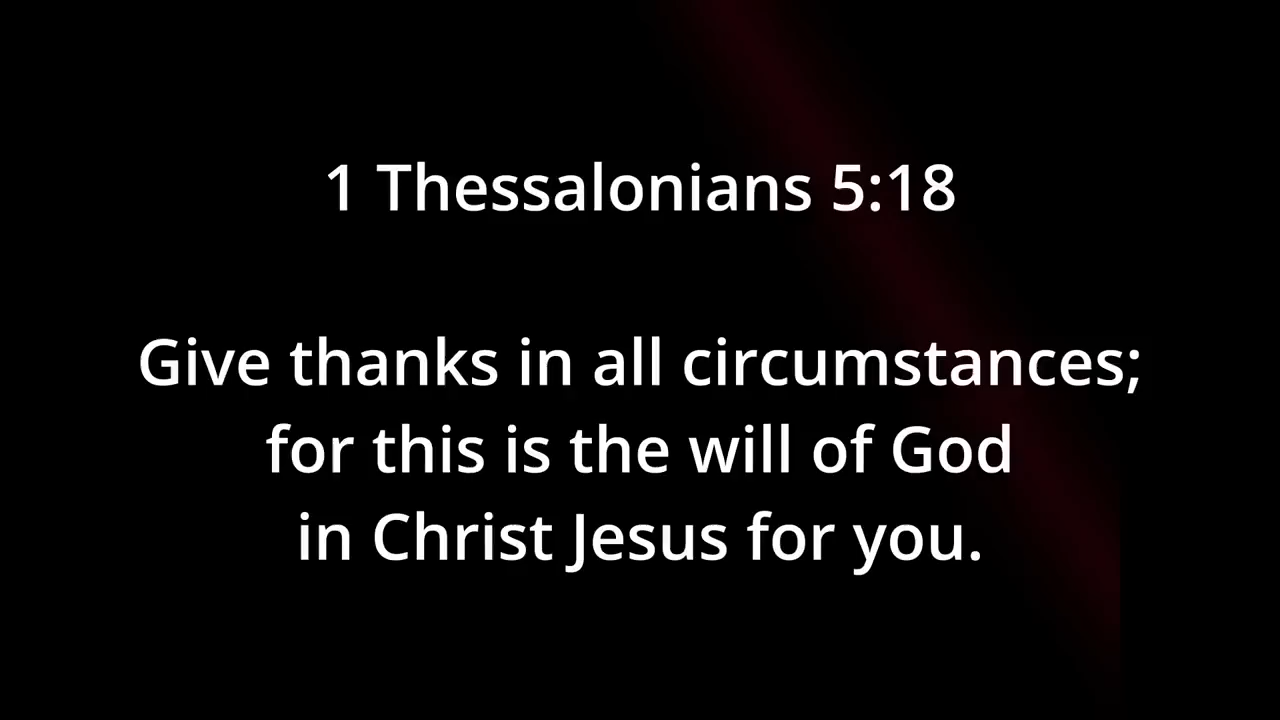 1 Thessalonians 5:18
Give thanks in all circumstances;
for this is the will of God
in Christ Jesus for you.